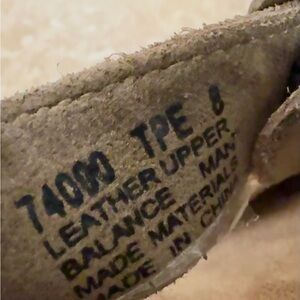 74000 TPE 8
LEATHER UPPER
BALANCE MAN
MADE MATERIALS
MADE IN CHINA